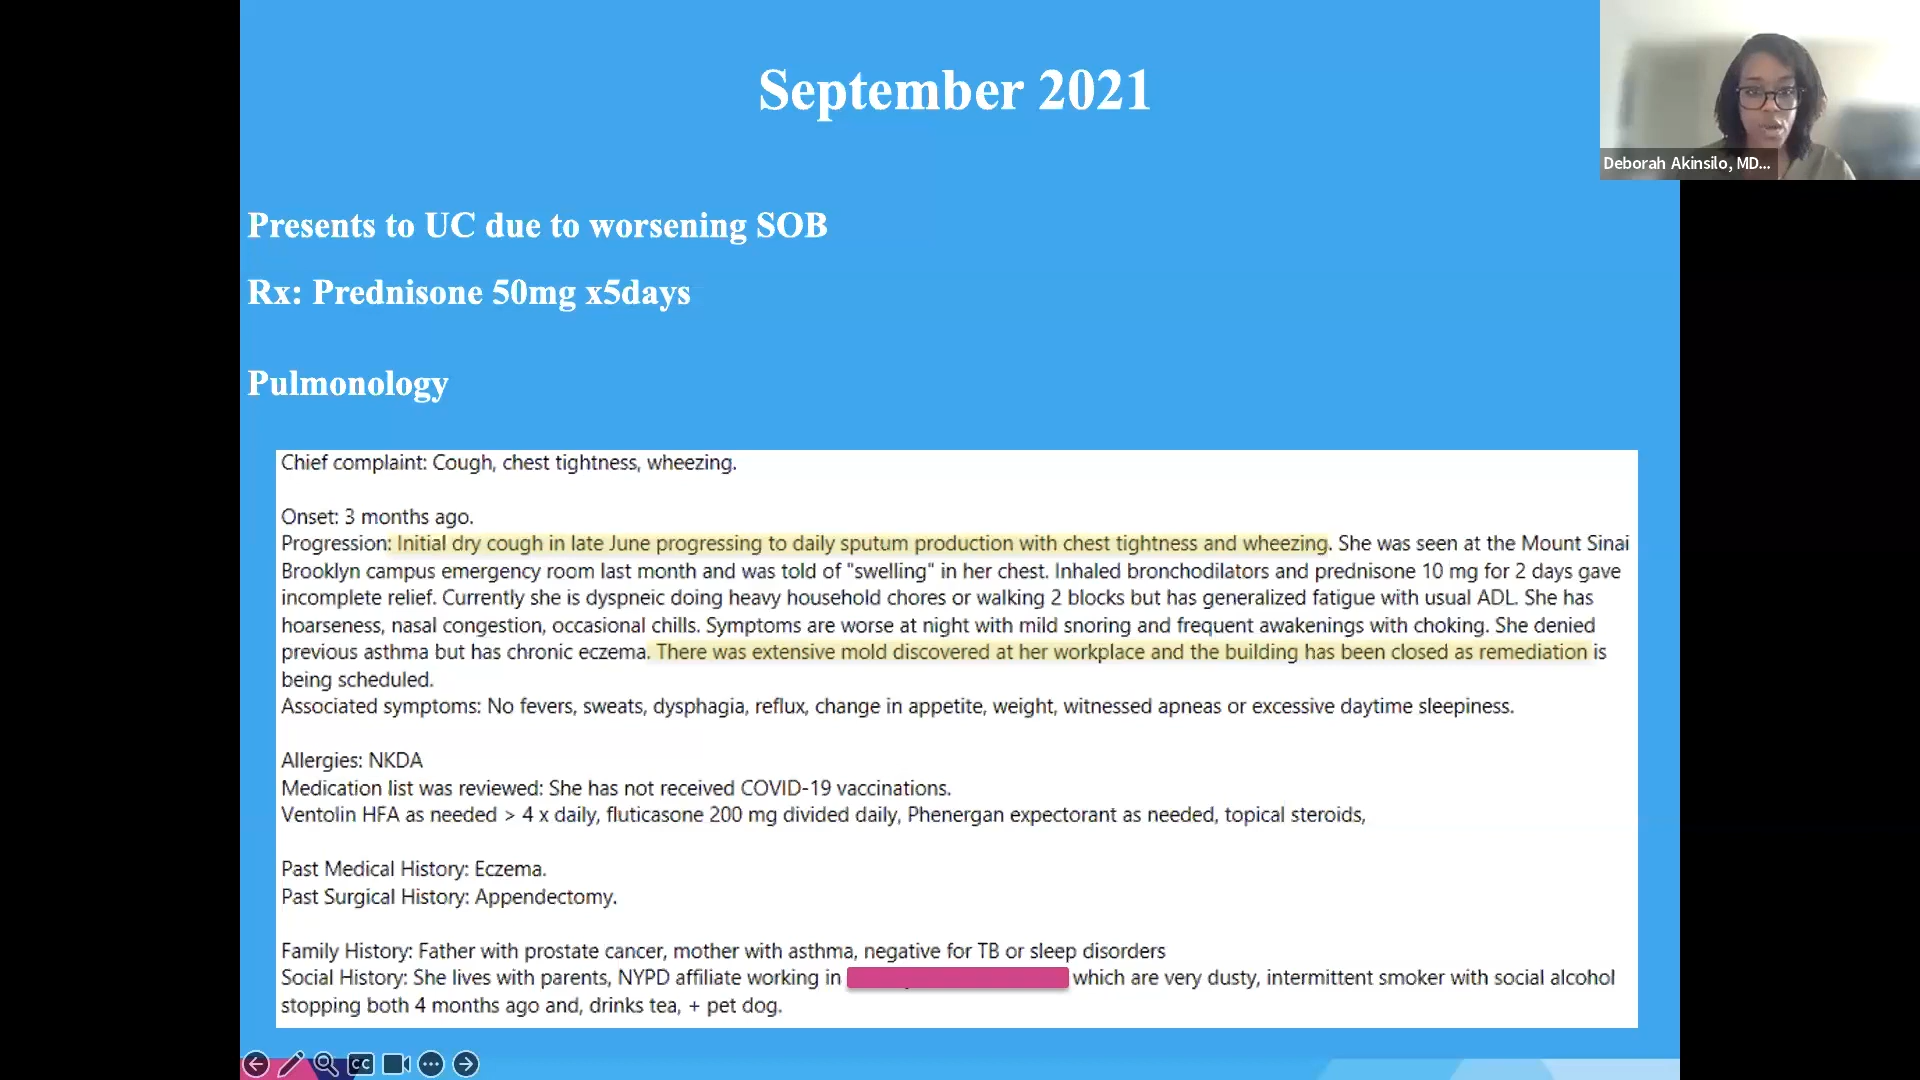 September 2021
Deborah Akinsilo, MD...
Presents to UC due to worsening SOB
Rx: Prednisone 50mg x5days
Pulmonology
Chief complaint: Cough, chest tightness, wheezing.
Onset: 3 months ago.
Progression: Initial dry cough in late June progressing to daily sputum production with chest tightness and wheezing. She was seen at the Mount Sinai
Brooklyn campus emergency room last month and was told of "swelling" in her chest. Inhaled bronchodilators and prednisone 10 mg for 2 days gave
incomplete relief. Currently she is dyspneic doing heavy household chores or walking 2 blocks but has generalized fatigue with usual ADL. She has
hoarseness, nasal congestion, occasional chills. Symptoms are worse at night with mild snoring and frequent awakenings with choking. She denied
previous asthma but has chronic eczema. There was extensive mold discovered at her workplace and the building has been closed as remediation is
being scheduled.
Associated symptoms: No fevers, sweats, dysphagia, reflux, change in appetite, weight, witnessed apneas or excessive daytime sleepiness.
Allergies: NKDA
Medication list was reviewed: She has not received COVID-19 vaccinations.
Ventolin HFA as needed > 4 x daily, fluticasone 200 mg divided daily, Phenergan expectorant as needed, topical steroids,
Past Medical History: Eczema.
Past Surgical History: Appendectomy.
Family History: Father with prostate cancer, mother with asthma, negative for TB or sleep disorders
Social History: She lives with parents, NYPD affiliate working in which are very dusty, intermittent smoker with social alcohol
stopping both 4 months ago and, drinks tea, + pet dog.
CC